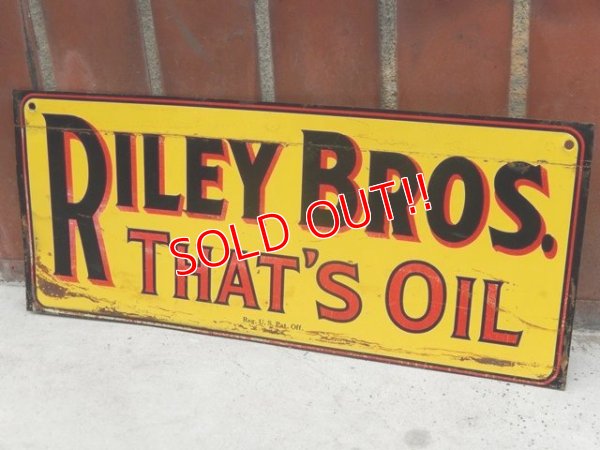 RILEY BROS.
SOLD OUT!!
THAT'S OIL
Reg. U. S. Pat. Off.